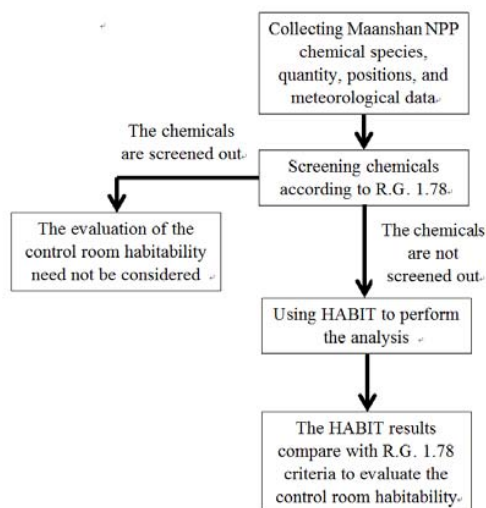 Collecting Maanshan NPP
chemical species,
quantity, positions, and
meteorological data
The chemicals
are screened out
Screening chemicals
according to R.G. 1.78
The evaluation of the
control room habitability
need not be considered
The chemicals
are not
screened out
Using HABIT to perform
the analysis
The HABIT results
compare with R.G. 1.78
criteria to evaluate the
control room habitability